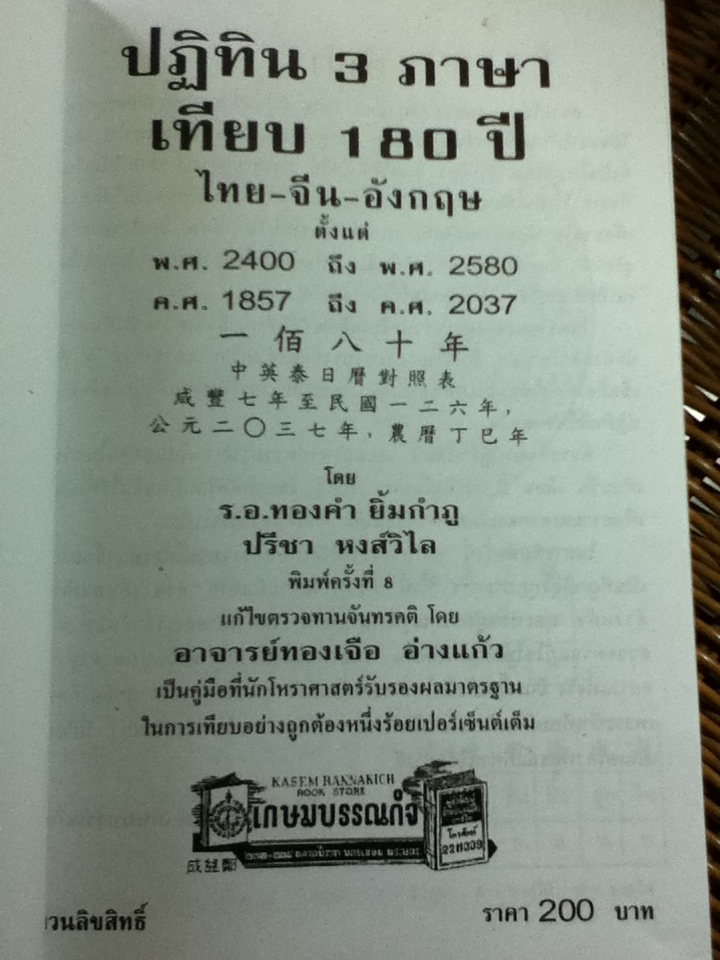 ปฏิทิน 3 ภาษา
เทียบ 180 ปี
ไทย-จีน-อังกฤษ
ตั้งแต่
พ.ศ. 2400 ถึง พ.ศ. 2580
ค.ศ. 1857 ถึง ค.ศ. 2037
一佰八十年
中英泰日曆對照表
咸豐七年至民國一二六年，
公元二〇三七年，農曆丁巳年
โดย
ร.อ.ทองคำ ยิ้มกำภู
ปรีชา หงส์วิไล
พิมพ์ครั้งที่ 8
แก้ไขตรวจทานจันทรคติ โดย
อาจารย์ทองเจือ อ่างแก้ว
เป็นคู่มือที่นักโหราศาสตร์รับรองผลมาตรฐาน
ในการเทียบอย่างถูกต้องหนึ่งร้อยเปอร์เซ็นต์เต็ม
KASEM BANNAKICH
BOOK STORE
เกษมบรรณกิจ
โทรศัพท์
2211339
วนลิขสิทธิ์
ราคา 200 บาท